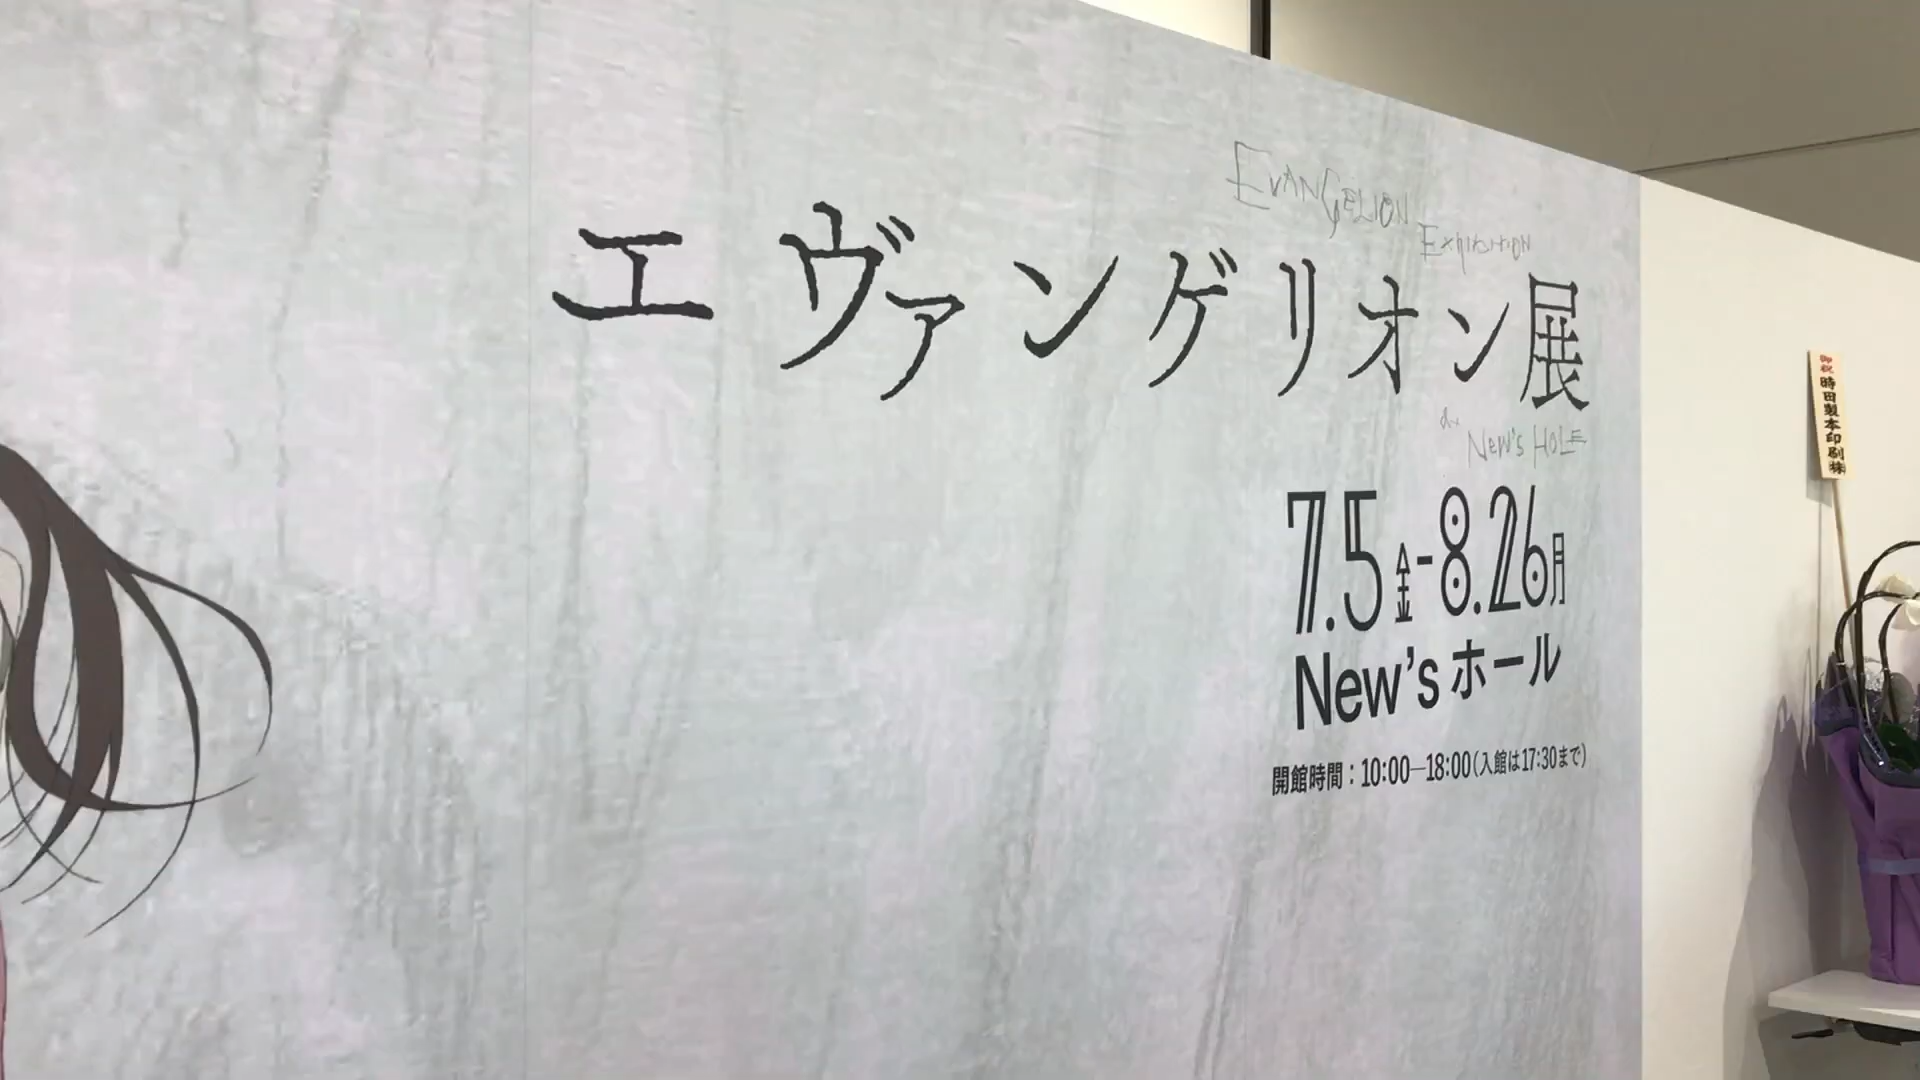 EVANGELION
EXHIBITION
エヴァンゲリオン展
NEW'S HOLE
7.5金-8.26月
New'sホール
開館時間：10:00―18:00（入館は17:30まで）
御祝
時田製本印刷㈱